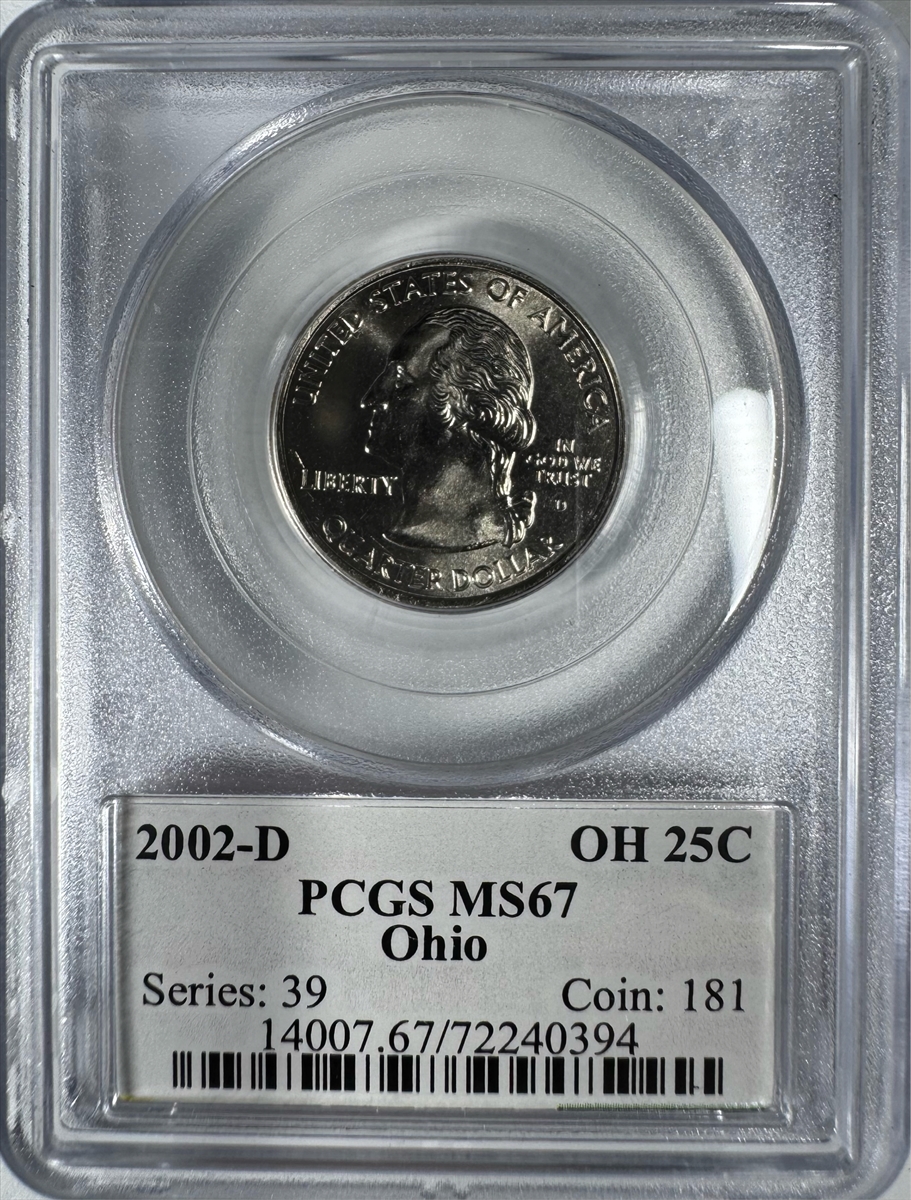 UNITED STATES OF AMERICA
LIBERTY
IN
GOD WE
TRUST
D
QUARTER DOLLAR
2002-D OH 25C
PCGS MS67
Ohio
Series: 39 Coin: 181
14007.67/72240394